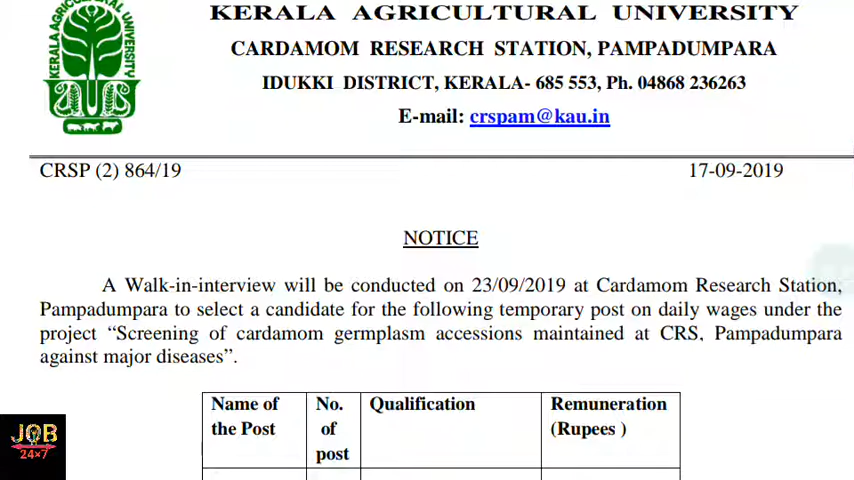 KERALA AGRICULTURAL UNIVERSITY
CARDAMOM RESEARCH STATION, PAMPADUMPARA
IDUKKI DISTRICT, KERALA- 685 553, Ph. 04868 236263
E-mail: crspam@kau.in
KERALA AGRICULTURAL UNIVERSITY
CRSP (2) 864/19 17-09-2019
NOTICE
A Walk-in-interview will be conducted on 23/09/2019 at Cardamom Research Station,
Pampadumpara to select a candidate for the following temporary post on daily wages under the
project “Screening of cardamom germplasm accessions maintained at CRS, Pampadumpara
against major diseases”.
Name of No. Qualification Remuneration
the Post of (Rupees )
post
JOB
24×7